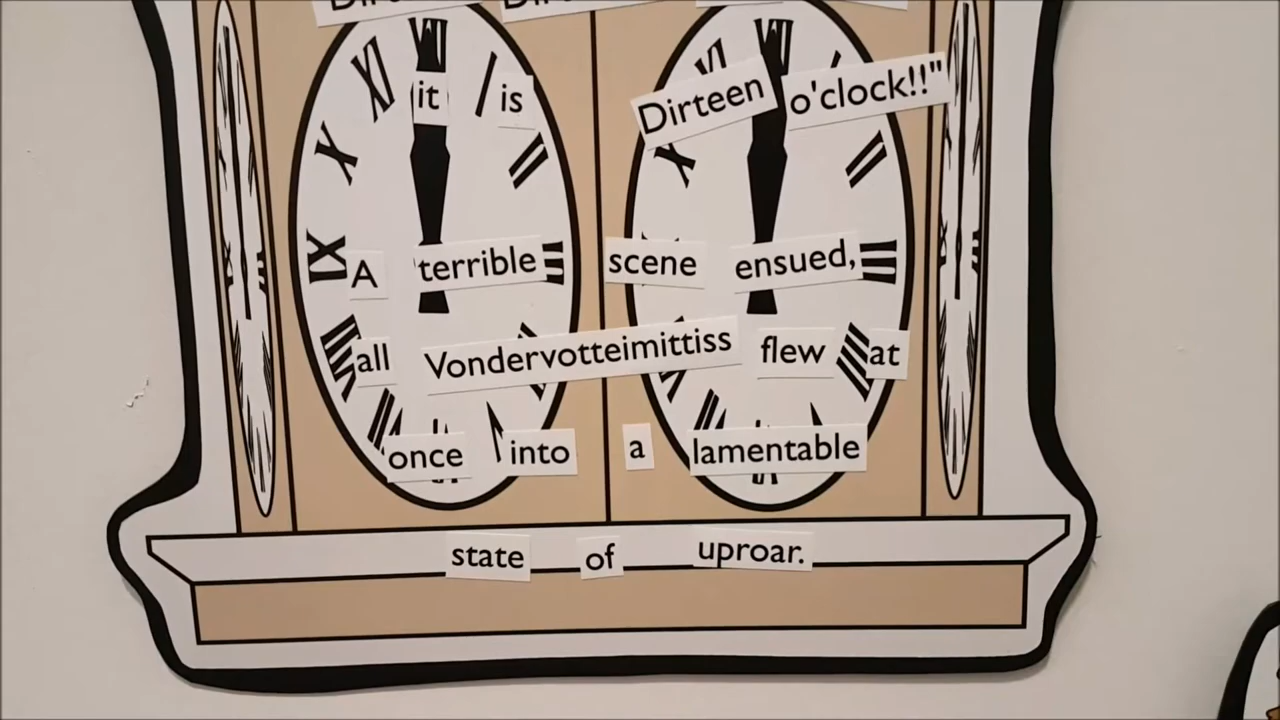 it is Dirteen o'clock!!"
A terrible scene ensued,
all Vondervotteimittiss flew at
once into a lamentable
state of uproar.